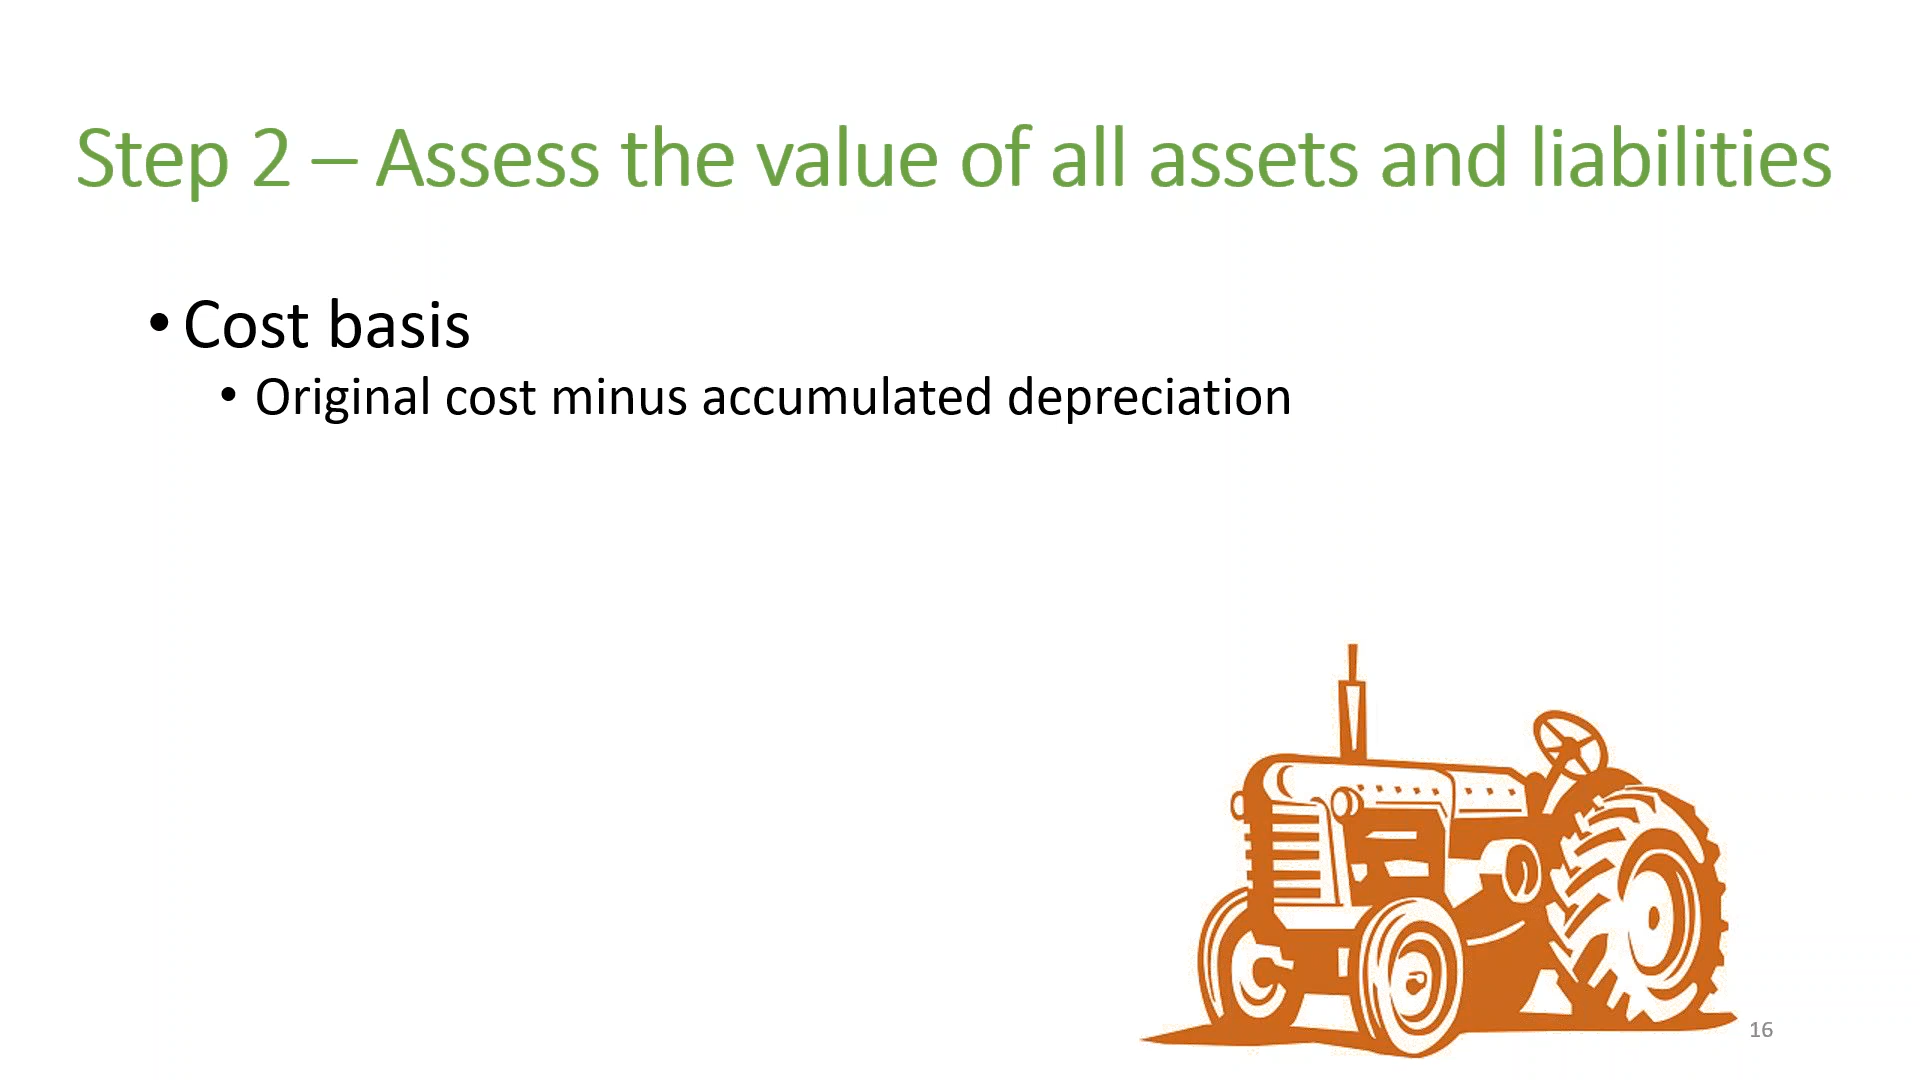 Step 2 – Assess the value of all assets and liabilities
• Cost basis
• Original cost minus accumulated depreciation
16